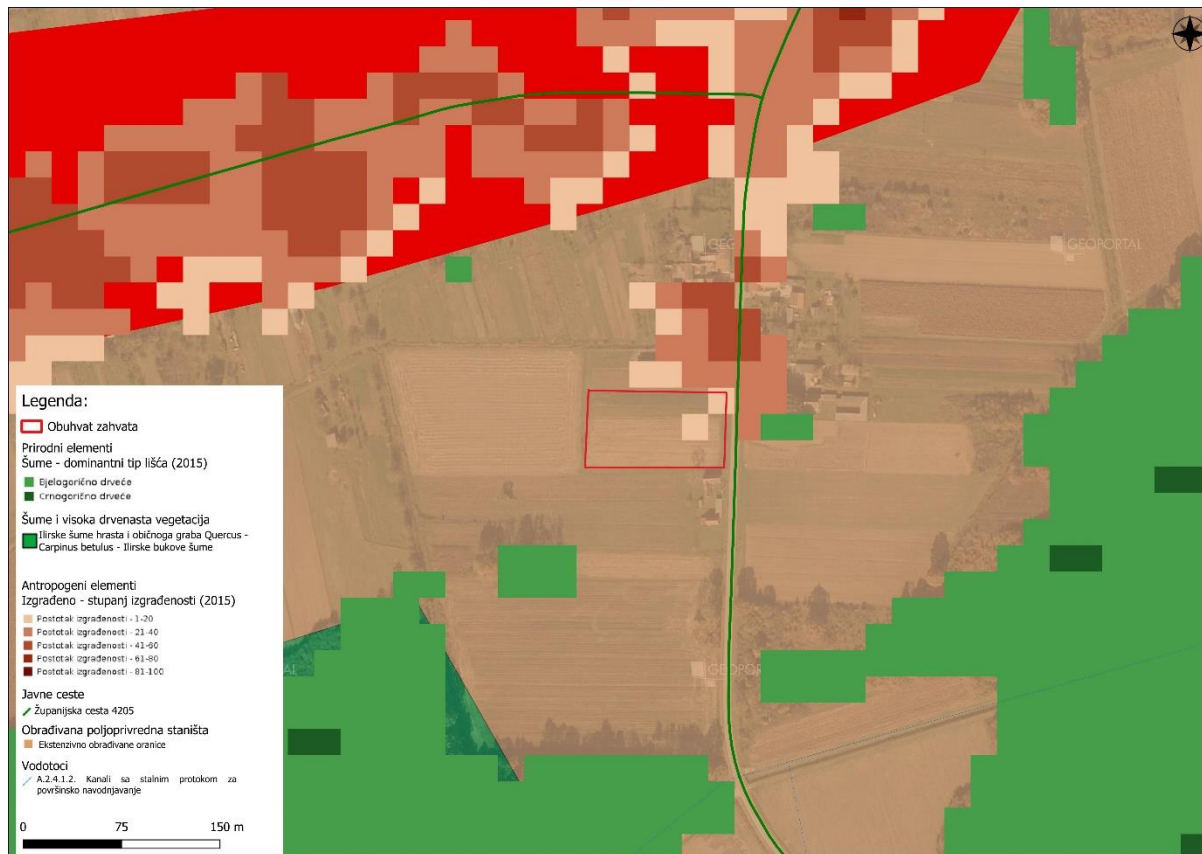 GEOPORTAL
Legenda:
Obuhvat zahvata
Prirodni elementi
Šume - dominantni tip lišća (2015)
Bjelogorično drveće
Crnogorično drveće
Šume i visoka drvenasta vegetacija
Ilirske šume hrasta i običnoga graba Quercus -
Carpinus betulus - Ilirske bukove šume
Antropogeni elementi
Izgrađeno - stupanj izgrađenosti (2015)
Postotak izgrađenosti - 1-20
Postotak izgrađenosti - 21-40
Postotak izgrađenosti - 41-60
Postotak izgrađenosti - 61-80
Postotak izgrađenosti - 81-100
Javne ceste
Županijska cesta 4205
Obrađivana poljoprivredna staništa
Ekstenzivno obrađivane oranice
Vodotoci
A.2.4.1.2. Kanali sa stalnim protokom za
površinsko navodnjavanje
0 75 150 m
GEOPORTAL